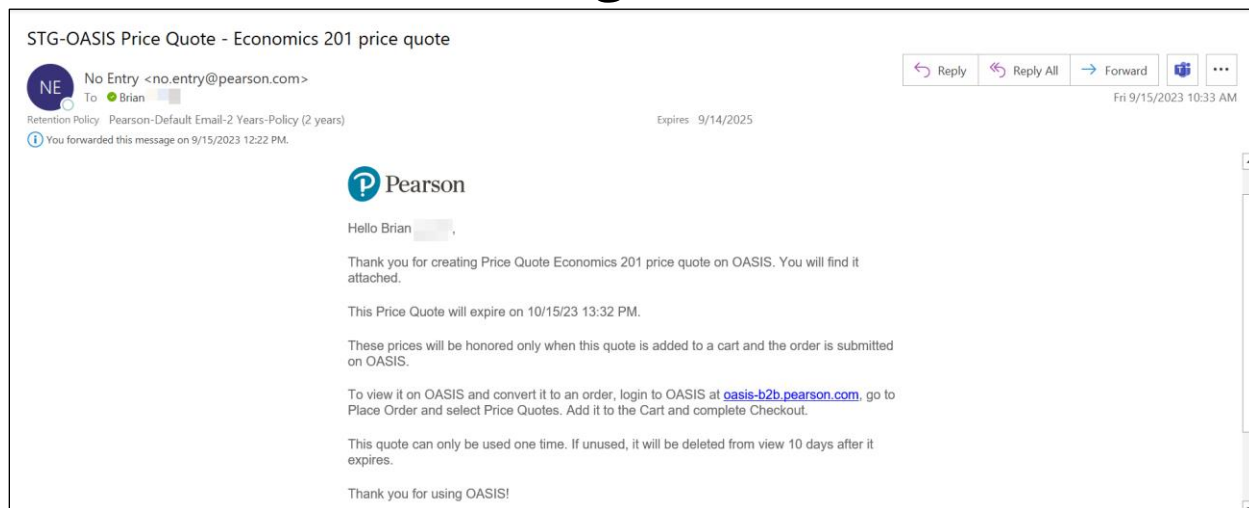 STG-OASIS Price Quote - Economics 201 price quote
NE
No Entry <no.entry@pearson.com>
To Brian
Reply
Reply All
Forward
Fri 9/15/2023 10:33 AM
Retention Policy Pearson-Default Email-2 Years-Policy (2 years)
Expires 9/14/2025
You forwarded this message on 9/15/2023 12:22 PM.
Pearson
Hello Brian ,
Thank you for creating Price Quote Economics 201 price quote on OASIS. You will find it
attached.
This Price Quote will expire on 10/15/23 13:32 PM.
These prices will be honored only when this quote is added to a cart and the order is submitted
on OASIS.
To view it on OASIS and convert it to an order, login to OASIS at oasis-b2b.pearson.com, go to
Place Order and select Price Quotes. Add it to the Cart and complete Checkout.
This quote can only be used one time. If unused, it will be deleted from view 10 days after it
expires.
Thank you for using OASIS!